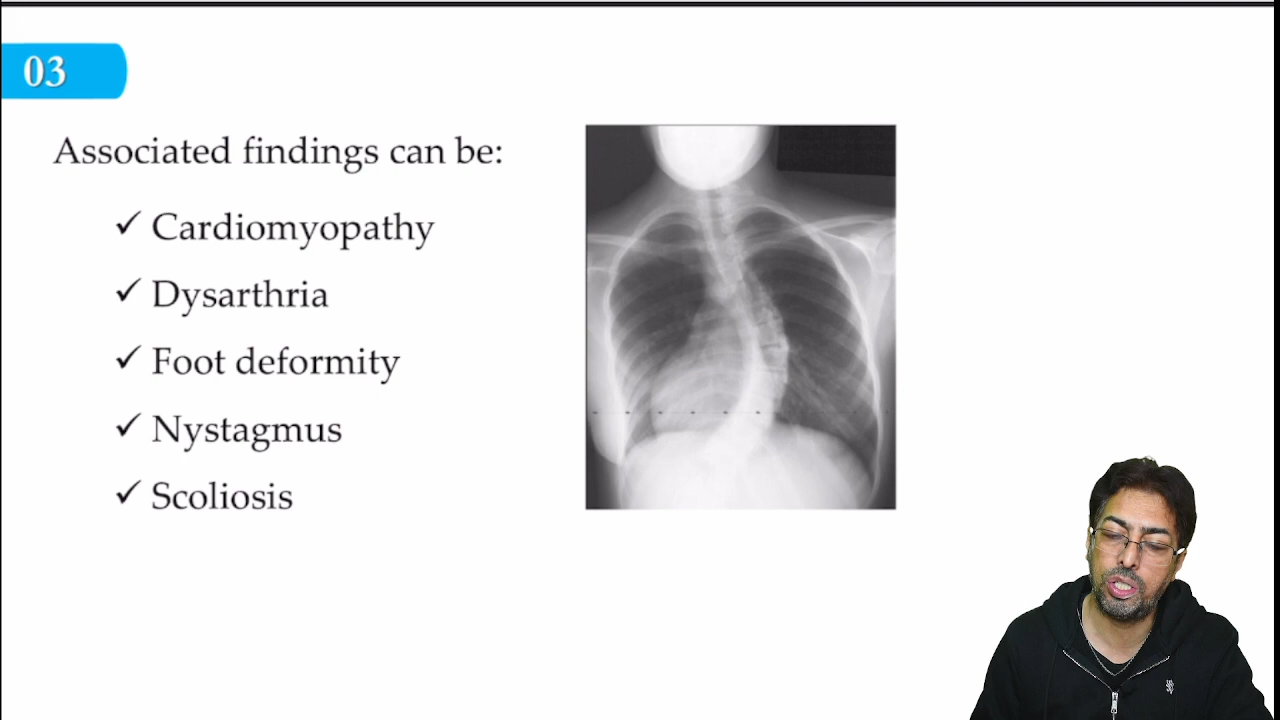 03
Associated findings can be:
✓ Cardiomyopathy
✓ Dysarthria
✓ Foot deformity
✓ Nystagmus
✓ Scoliosis